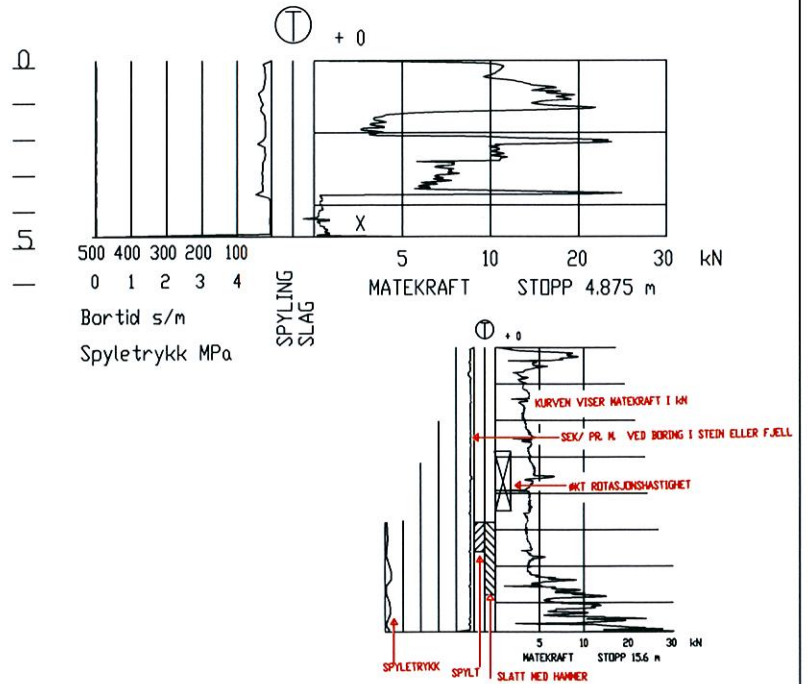 T
+ 0
0
5
500 400 300 200 100
0 1 2 3 4
5 10 20 30 kN
X
MATEKRAFT STOPP 4.875 m
SPYLING
SLAG
Bortid s/m
Spyletrykk MPa
T
+ 0
KURVEN VISER MATEKRAFT I kN
SEK/ PR. M. VED BORING I STEIN ELLER FJELL
ØKT ROTASJONSHASTIGHET
5 10 20 30 kN
MATEKRAFT STOPP 15.6 m
SPYLETRYKK
SPYLT
SLATT MED HAMMER